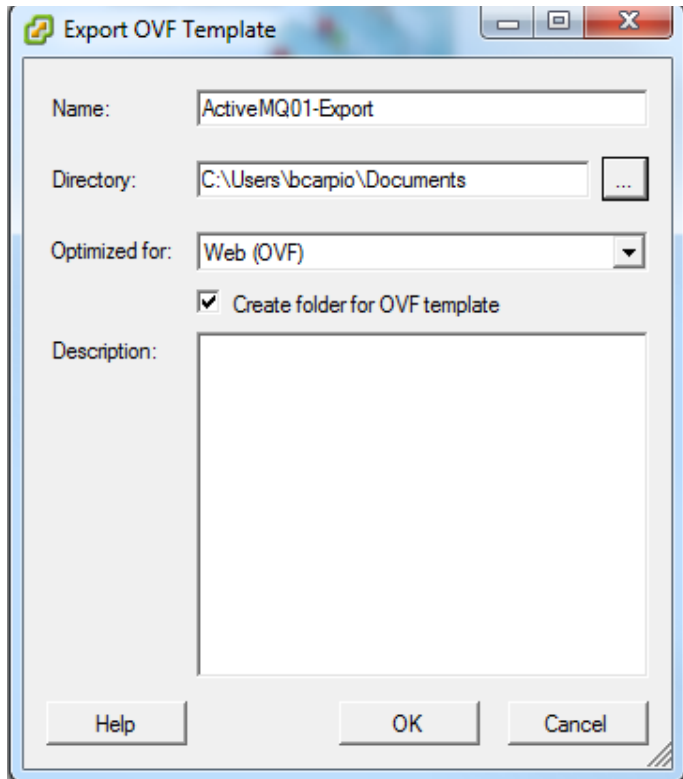 Export OVF Template
Name: ActiveMQ01-Export
Directory: C:\Users\bcarpio\Documents ...
Optimized for: Web (OVF)
Create folder for OVF template
Description:
Help OK Cancel